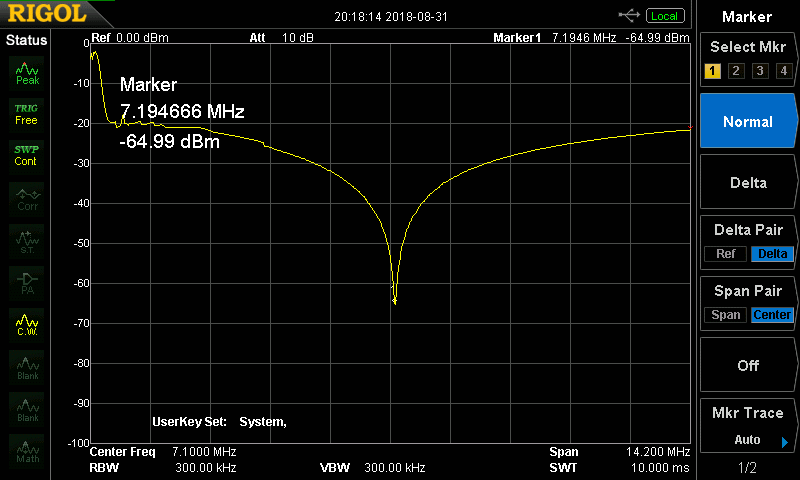 RIGOL
20:18:14 2018-08-31
Local
Status
Ref 0.00 dBm Att 10 dB Marker1 7.1946 MHz -64.99 dBm
Peak
TRIG
Free
SWP
Cont
Corr
S.T
PA
C.W.
Blank
Blank
Math
0
-10
-20
-30
-40
-50
-60
-70
-80
-90
-100
Marker
7.194666 MHz
-64.99 dBm
UserKey Set: System,
Center Freq 7.1000 MHz Span 14.200 MHz
RBW 300.00 kHz VBW 300.00 kHz SWT 10.000 ms
Marker
Select Mkr
1 2 3 4
Normal
Delta
Delta Pair
Ref Delta
Span Pair
Span Center
Off
Mkr Trace
Auto
1/2